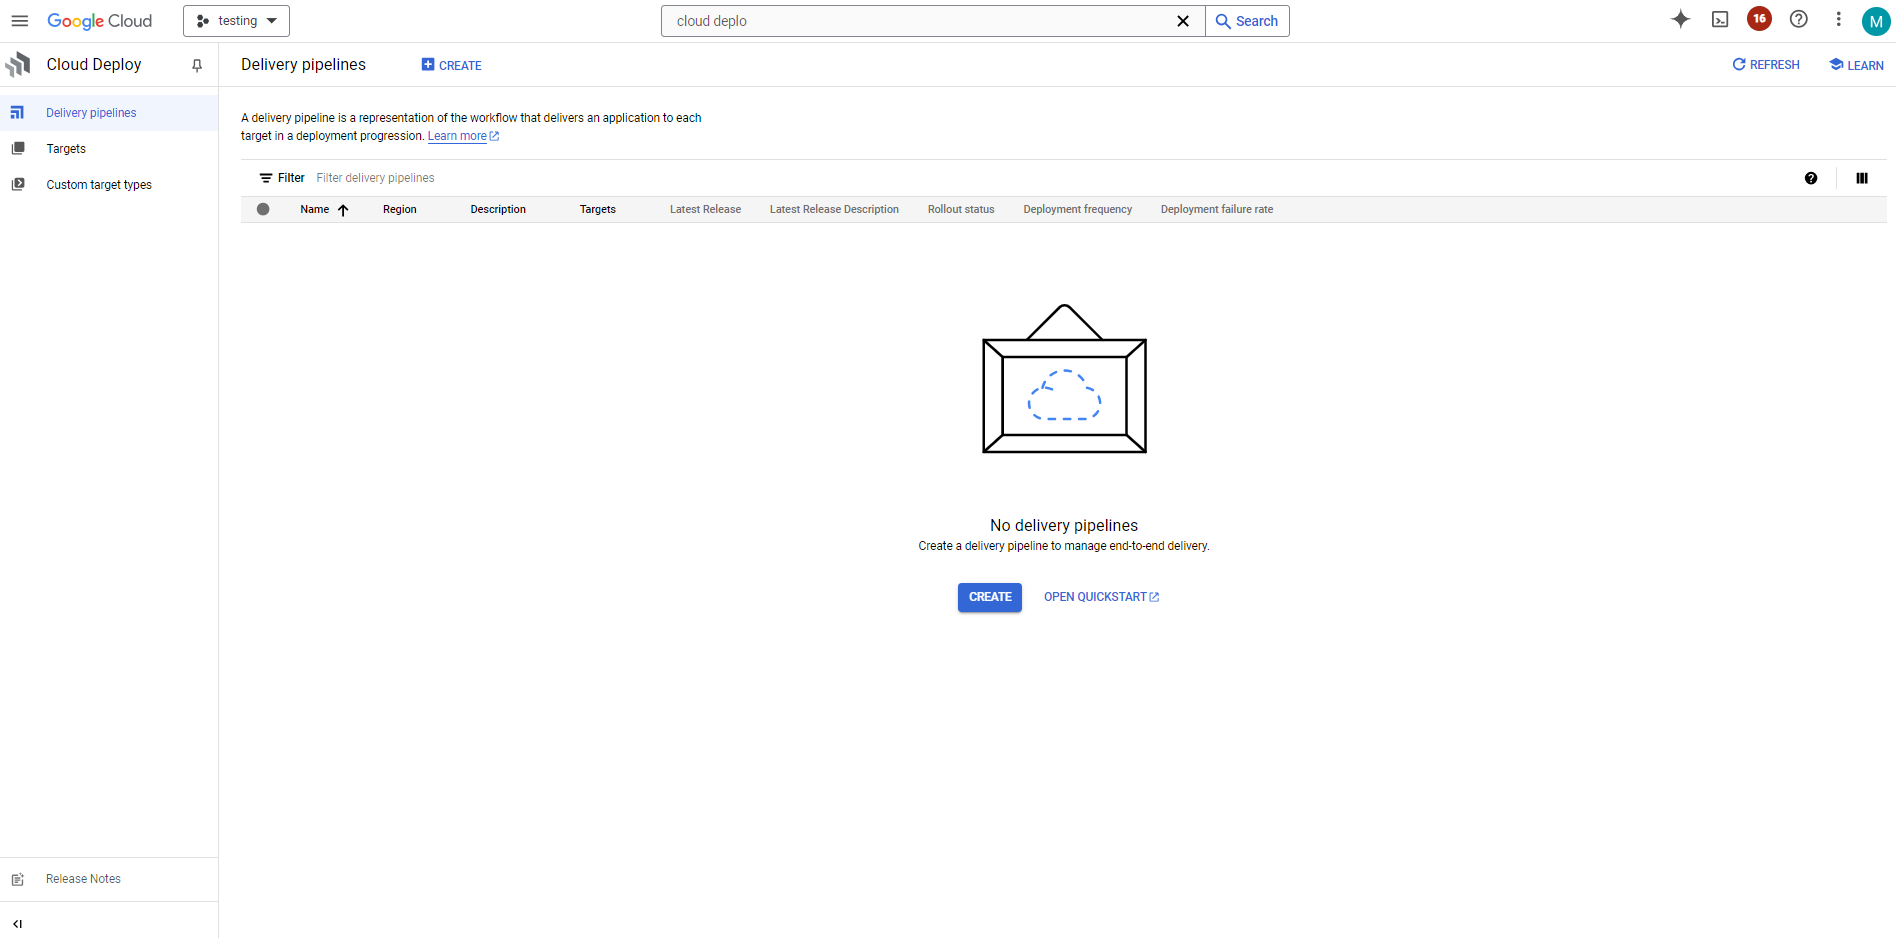 Google Cloud
testing
cloud deplo
Search
16
M
Cloud Deploy
Delivery pipelines
CREATE
REFRESH
LEARN
Delivery pipelines
Targets
Custom target types
A delivery pipeline is a representation of the workflow that delivers an application to each
target in a deployment progression. Learn more
Filter Filter delivery pipelines
Name Region Description Targets Latest Release Latest Release Description Rollout status Deployment frequency Deployment failure rate
No delivery pipelines
Create a delivery pipeline to manage end-to-end delivery.
CREATE OPEN QUICKSTART
Release Notes